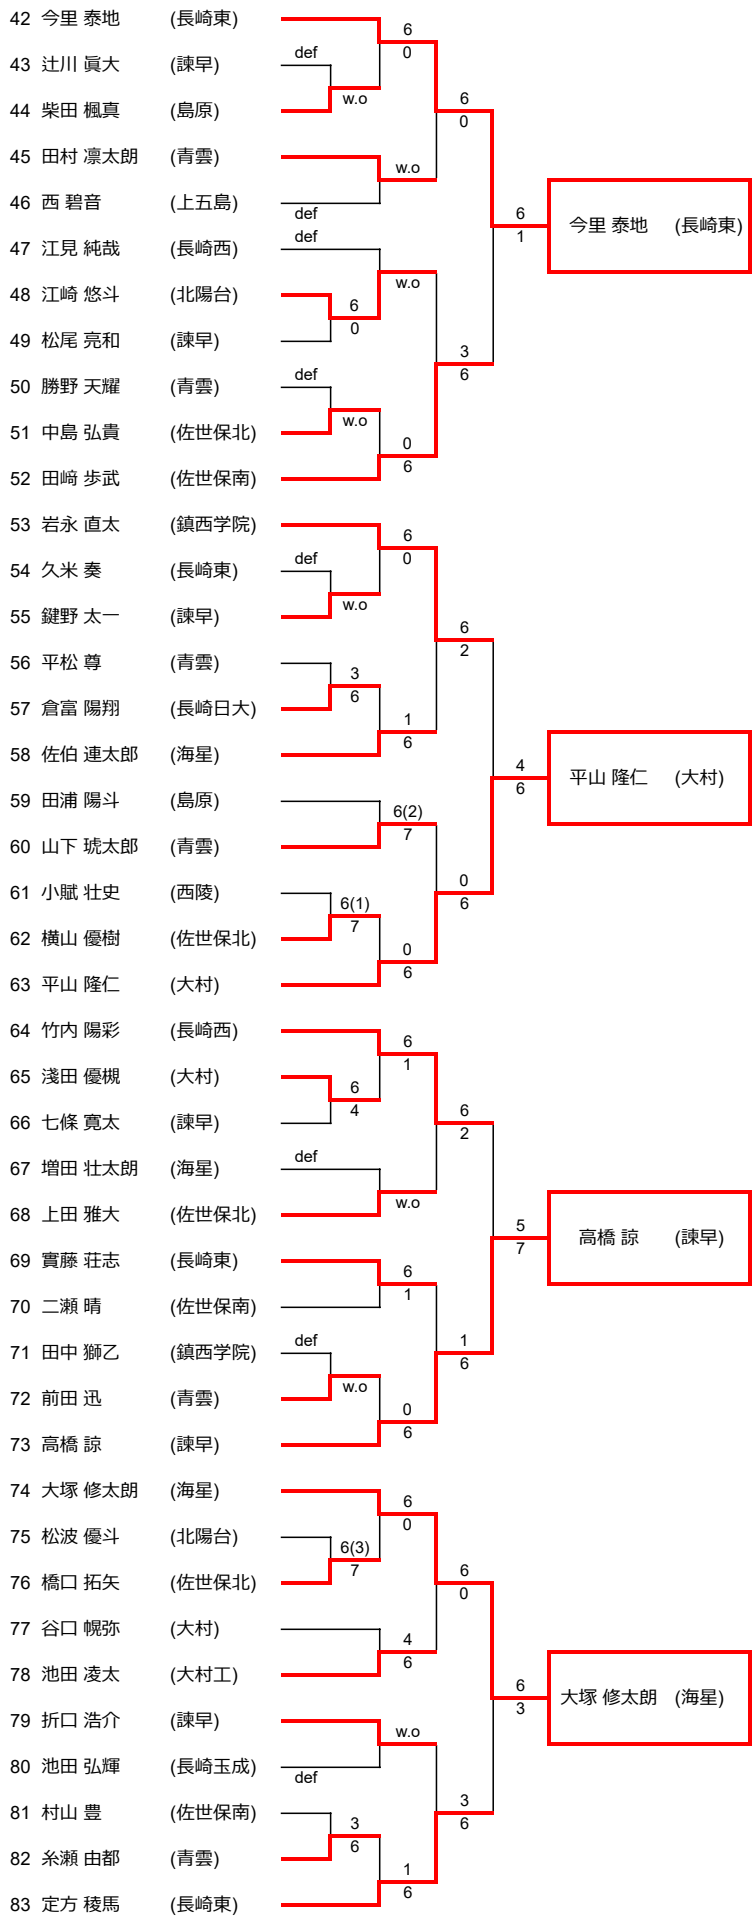 42 今里 泰地 (長崎東)
6
0
43 辻川 眞大 (諫早)
def
w.o
44 柴田 楓真 (島原)
6
0
45 田村 凛太朗 (青雲)
w.o
46 西 碧音 (上五島)
def
6
1
今里 泰地 (長崎東)
47 江見 純哉 (長崎西)
def
w.o
48 江崎 悠斗 (北陽台)
6
0
49 松尾 亮和 (諫早)
3
6
50 勝野 天耀 (青雲)
def
w.o
51 中島 弘貴 (佐世保北)
0
6
52 田﨑 歩武 (佐世保南)
53 岩永 直太 (鎮西学院)
6
0
54 久米 奏 (長崎東)
def
w.o
55 鍵野 太一 (諫早)
6
2
56 平松 尊 (青雲)
3
6
57 倉富 陽翔 (長崎日大)
1
6
58 佐伯 連太郎 (海星)
4
6
平山 隆仁 (大村)
59 田浦 陽斗 (島原)
6(2)
7
60 山下 琥太郎 (青雲)
0
6
61 小賦 壮史 (西陵)
6(1)
7
62 横山 優樹 (佐世保北)
0
6
63 平山 隆仁 (大村)
64 竹内 陽彩 (長崎西)
6
1
65 淺田 優槻 (大村)
6
4
66 七條 寛太 (諫早)
6
2
67 増田 壮太朗 (海星)
def
w.o
68 上田 雅大 (佐世保北)
5
7
高橋 諒 (諫早)
69 實藤 荘志 (長崎東)
6
1
70 二瀬 晴 (佐世保南)
1
6
71 田中 獅乙 (鎮西学院)
def
w.o
72 前田 迅 (青雲)
0
6
73 高橋 諒 (諫早)
74 大塚 修太朗 (海星)
6
0
75 松波 優斗 (北陽台)
6(3)
7
76 橋口 拓矢 (佐世保北)
6
0
77 谷口 幌弥 (大村)
4
6
78 池田 凌太 (大村工)
6
3
大塚 修太朗 (海星)
79 折口 浩介 (諫早)
w.o
80 池田 弘輝 (長崎玉成)
def
3
6
81 村山 豊 (佐世保南)
3
6
82 糸瀬 由都 (青雲)
1
6
83 定方 稜馬 (長崎東)